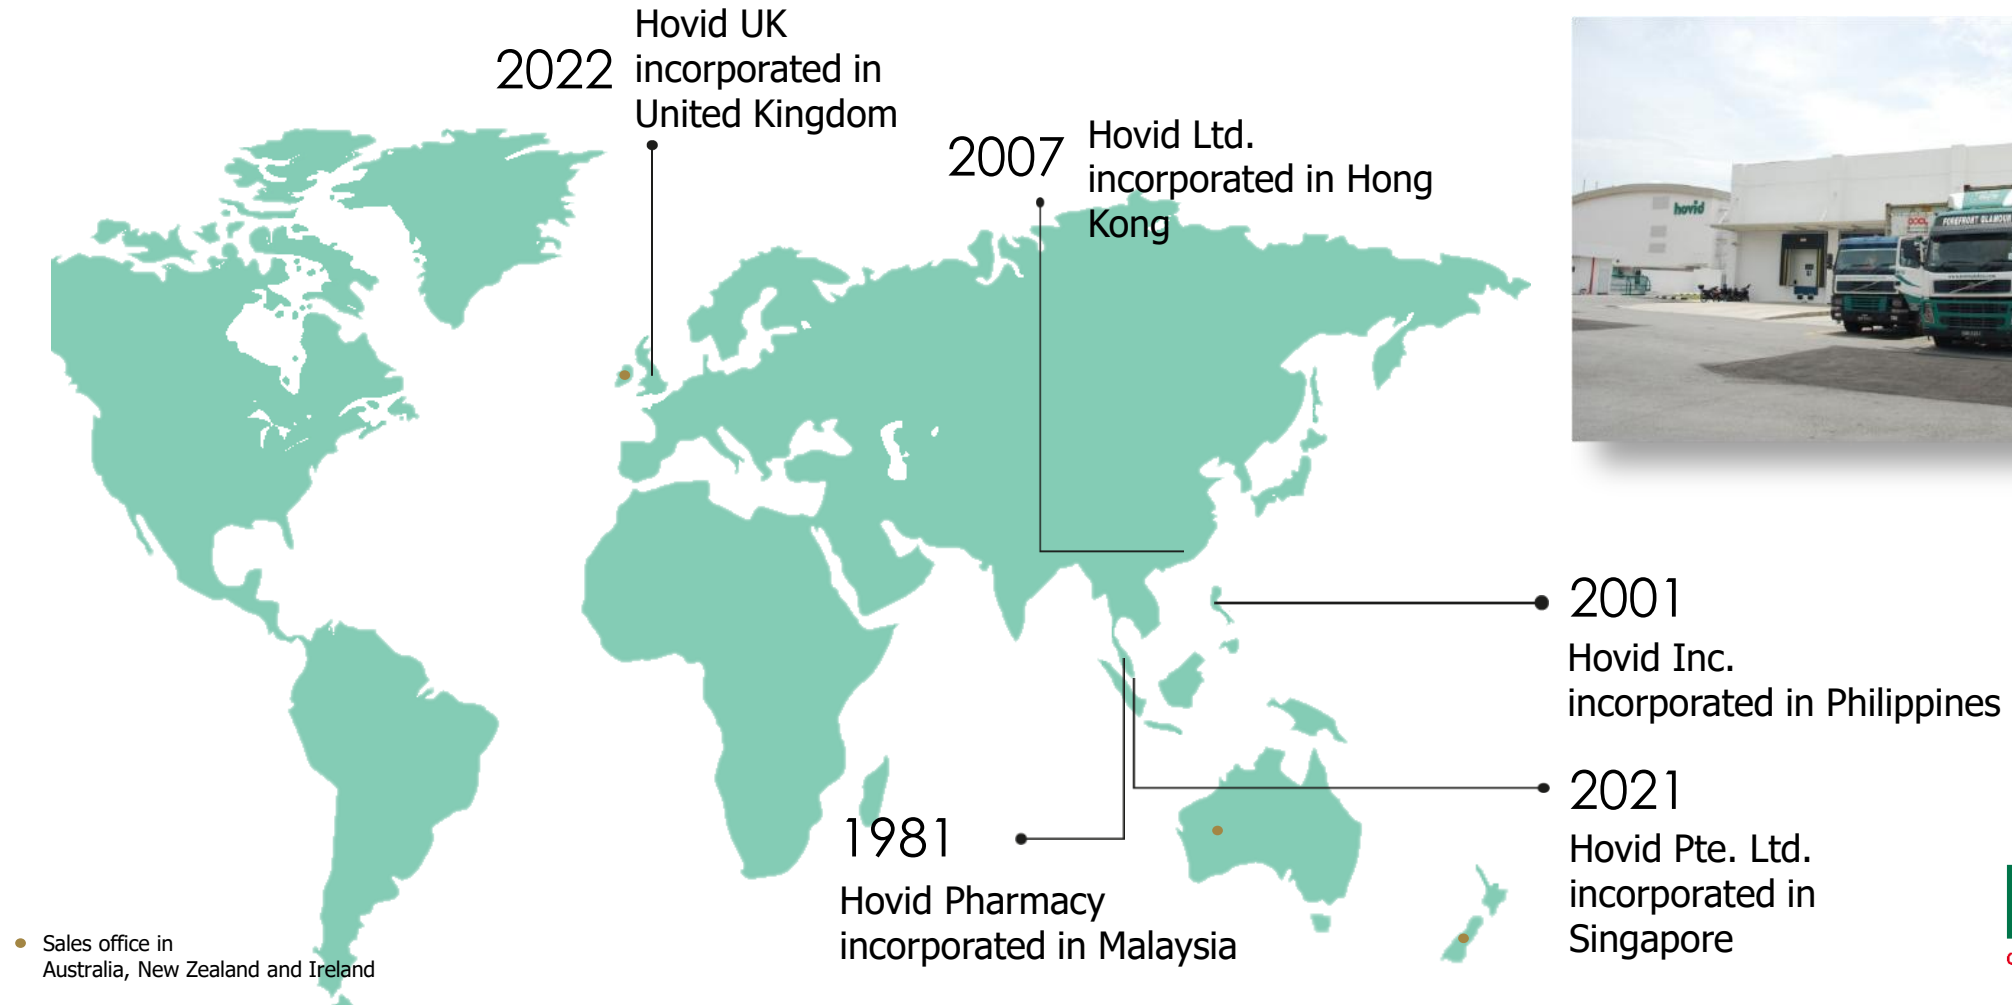 2022
Hovid UK
incorporated in
United Kingdom
2007
Hovid Ltd.
incorporated in Hong
Kong
hovid
FOREFRONT GLAMOUR
2001
Hovid Inc.
incorporated in Philippines
2021
Hovid Pte. Ltd.
incorporated in
Singapore
1981
Hovid Pharmacy
incorporated in Malaysia
Sales office in
Australia, New Zealand and Ireland